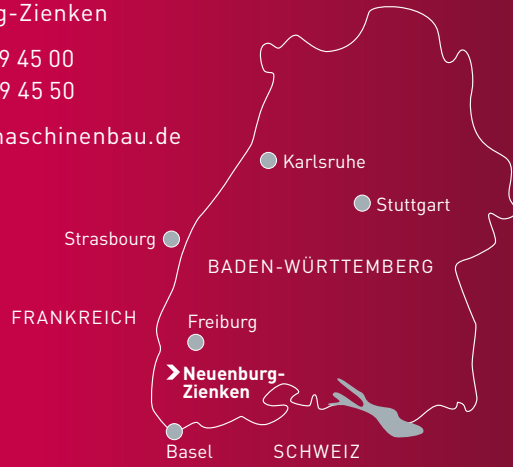 g-Zienken
9 45 00
9 45 50
naschinenbau.de
Karlsruhe
Stuttgart
Strasbourg
BADEN-WÜRTTEMBERG
FRANKREICH
Freiburg
Neuenburg-
Zienken
Basel
SCHWEIZ